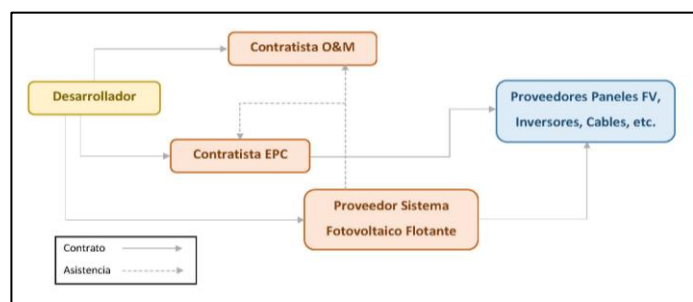 Contratista O&M
Desarrollador
Proveedores Paneles FV,
Inversores, Cables, etc.
Contratista EPC
Proveedor Sistema
Fotovoltaico Flotante
Contrato
Asistencia